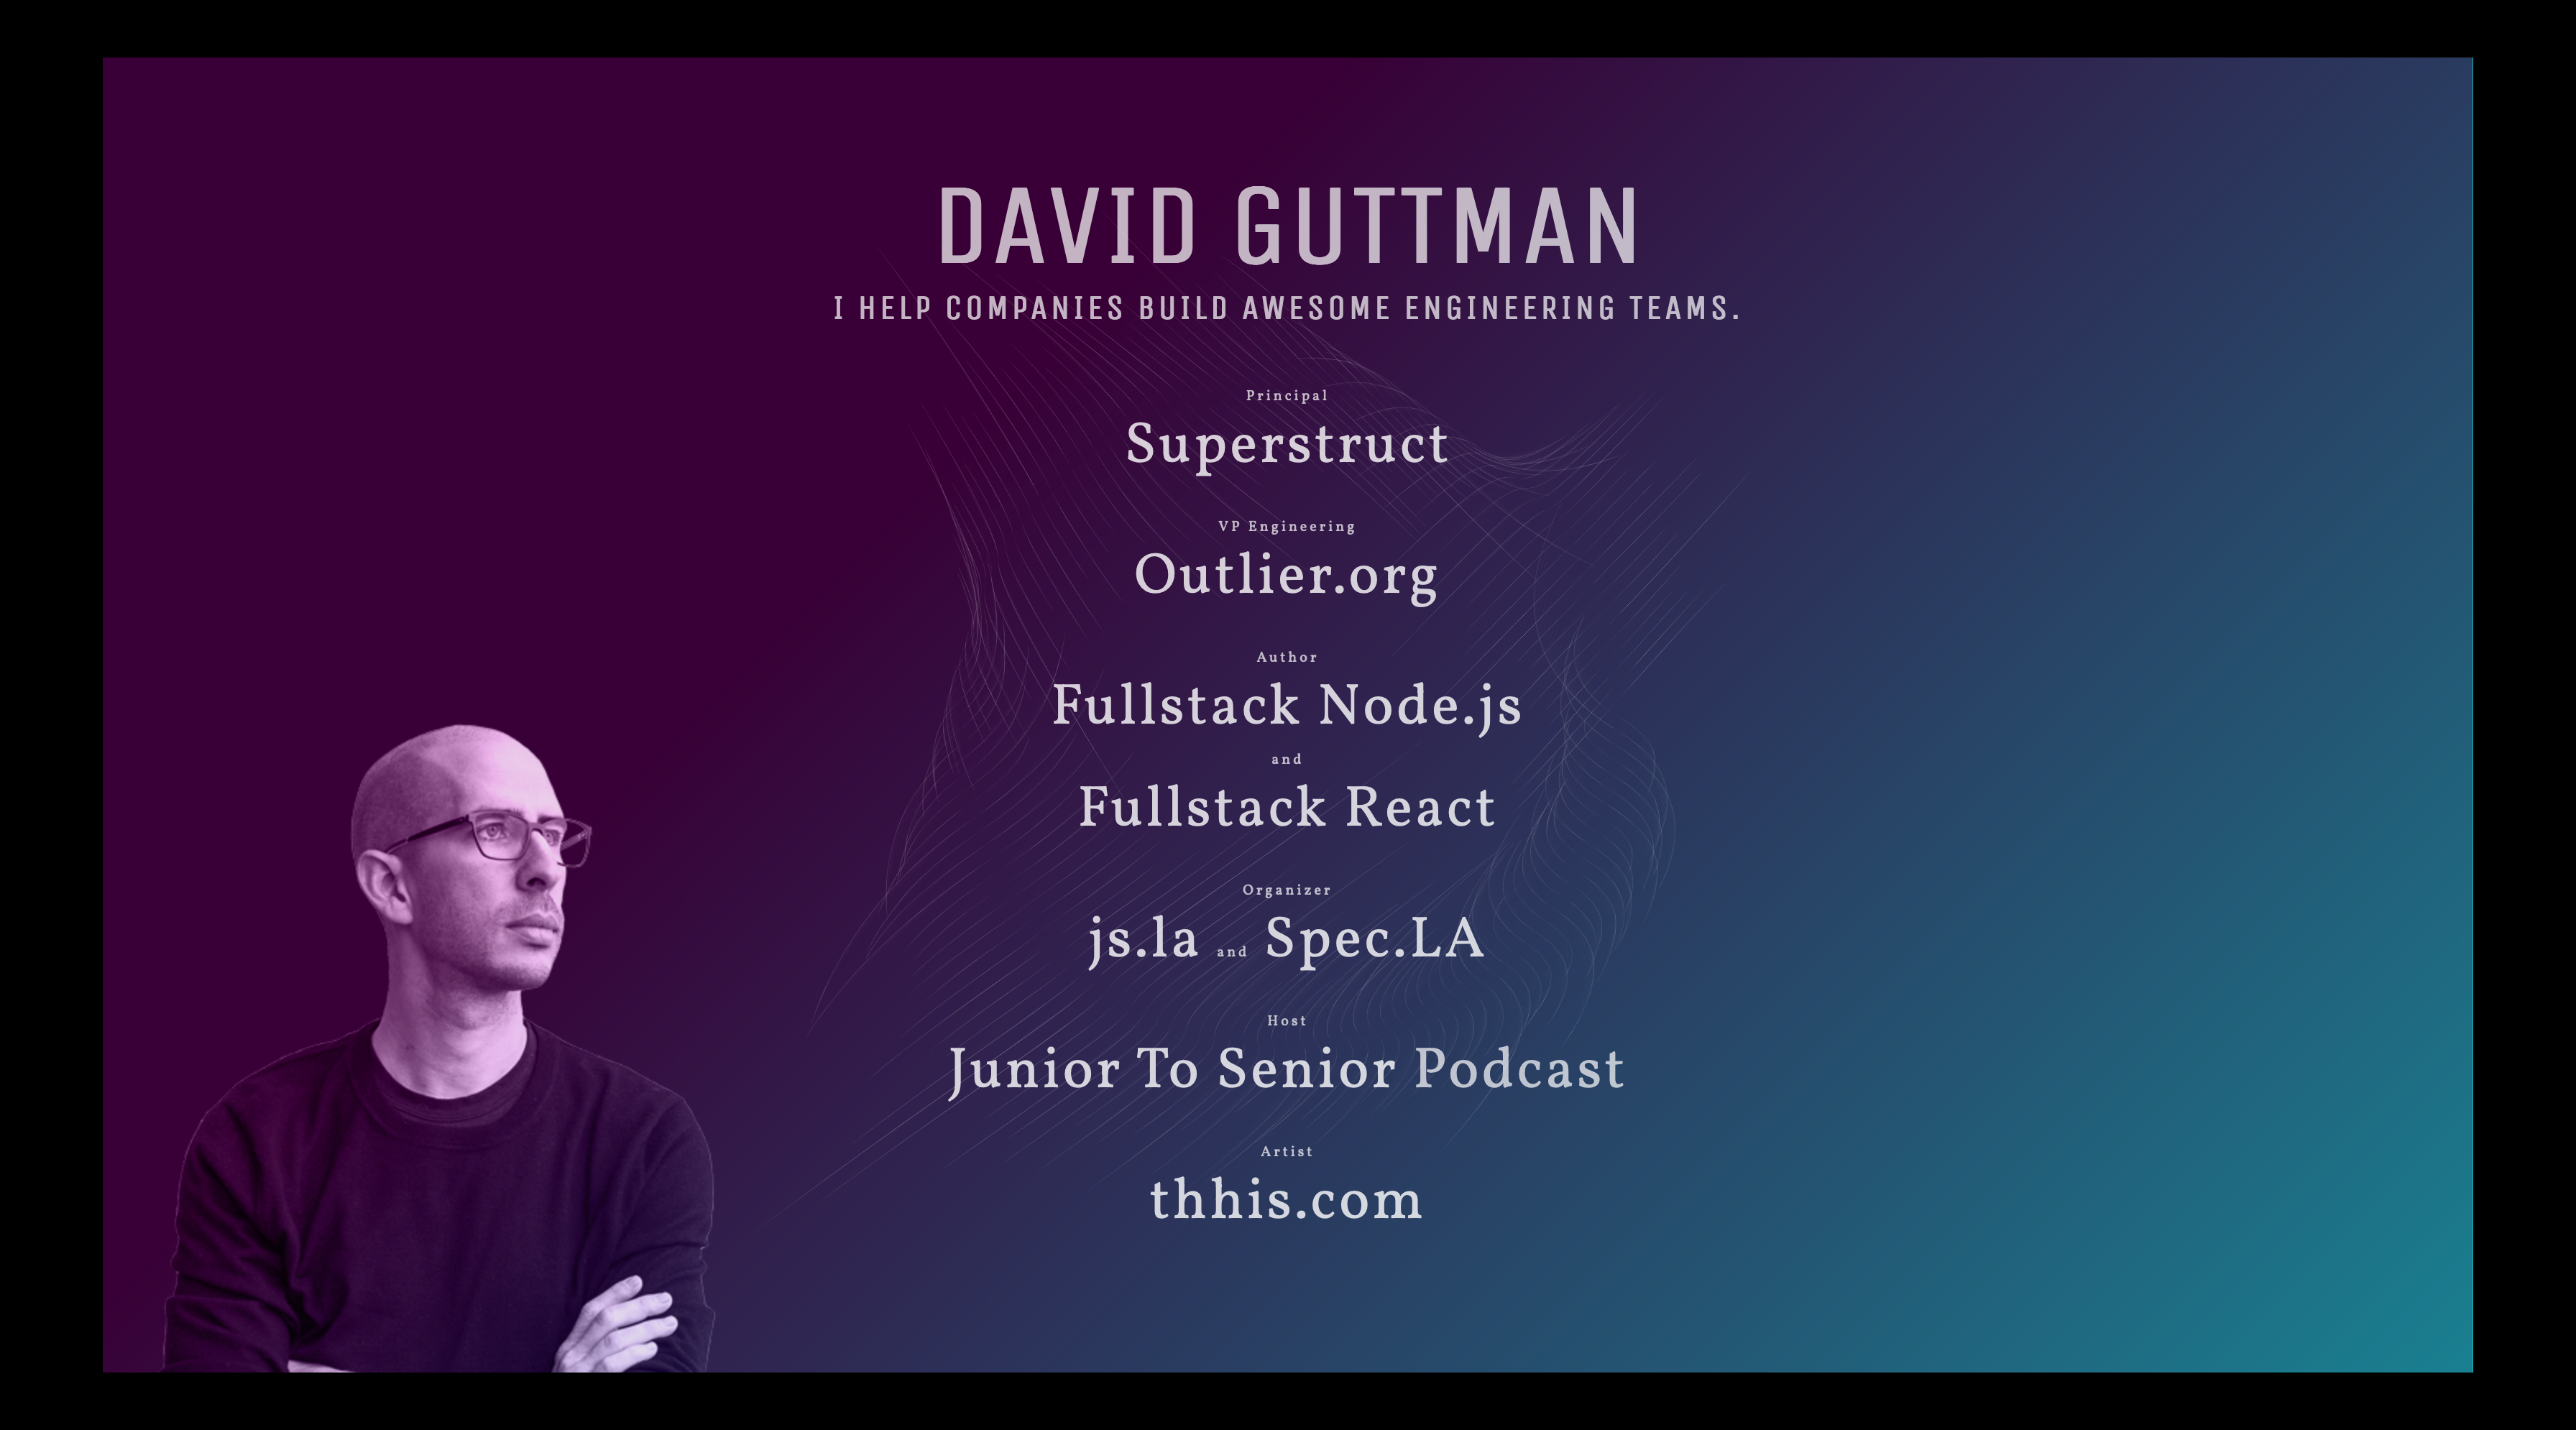 DAVID GUTTMAN
I HELP COMPANIES BUILD AWESOME ENGINEERING TEAMS.
Principal
Superstruct
VP Engineering
Outlier.org
Author
Fullstack Node.js
and
Fullstack React
Organizer
js.la and Spec.LA
Host
Junior To Senior Podcast
Artist
thhis.com